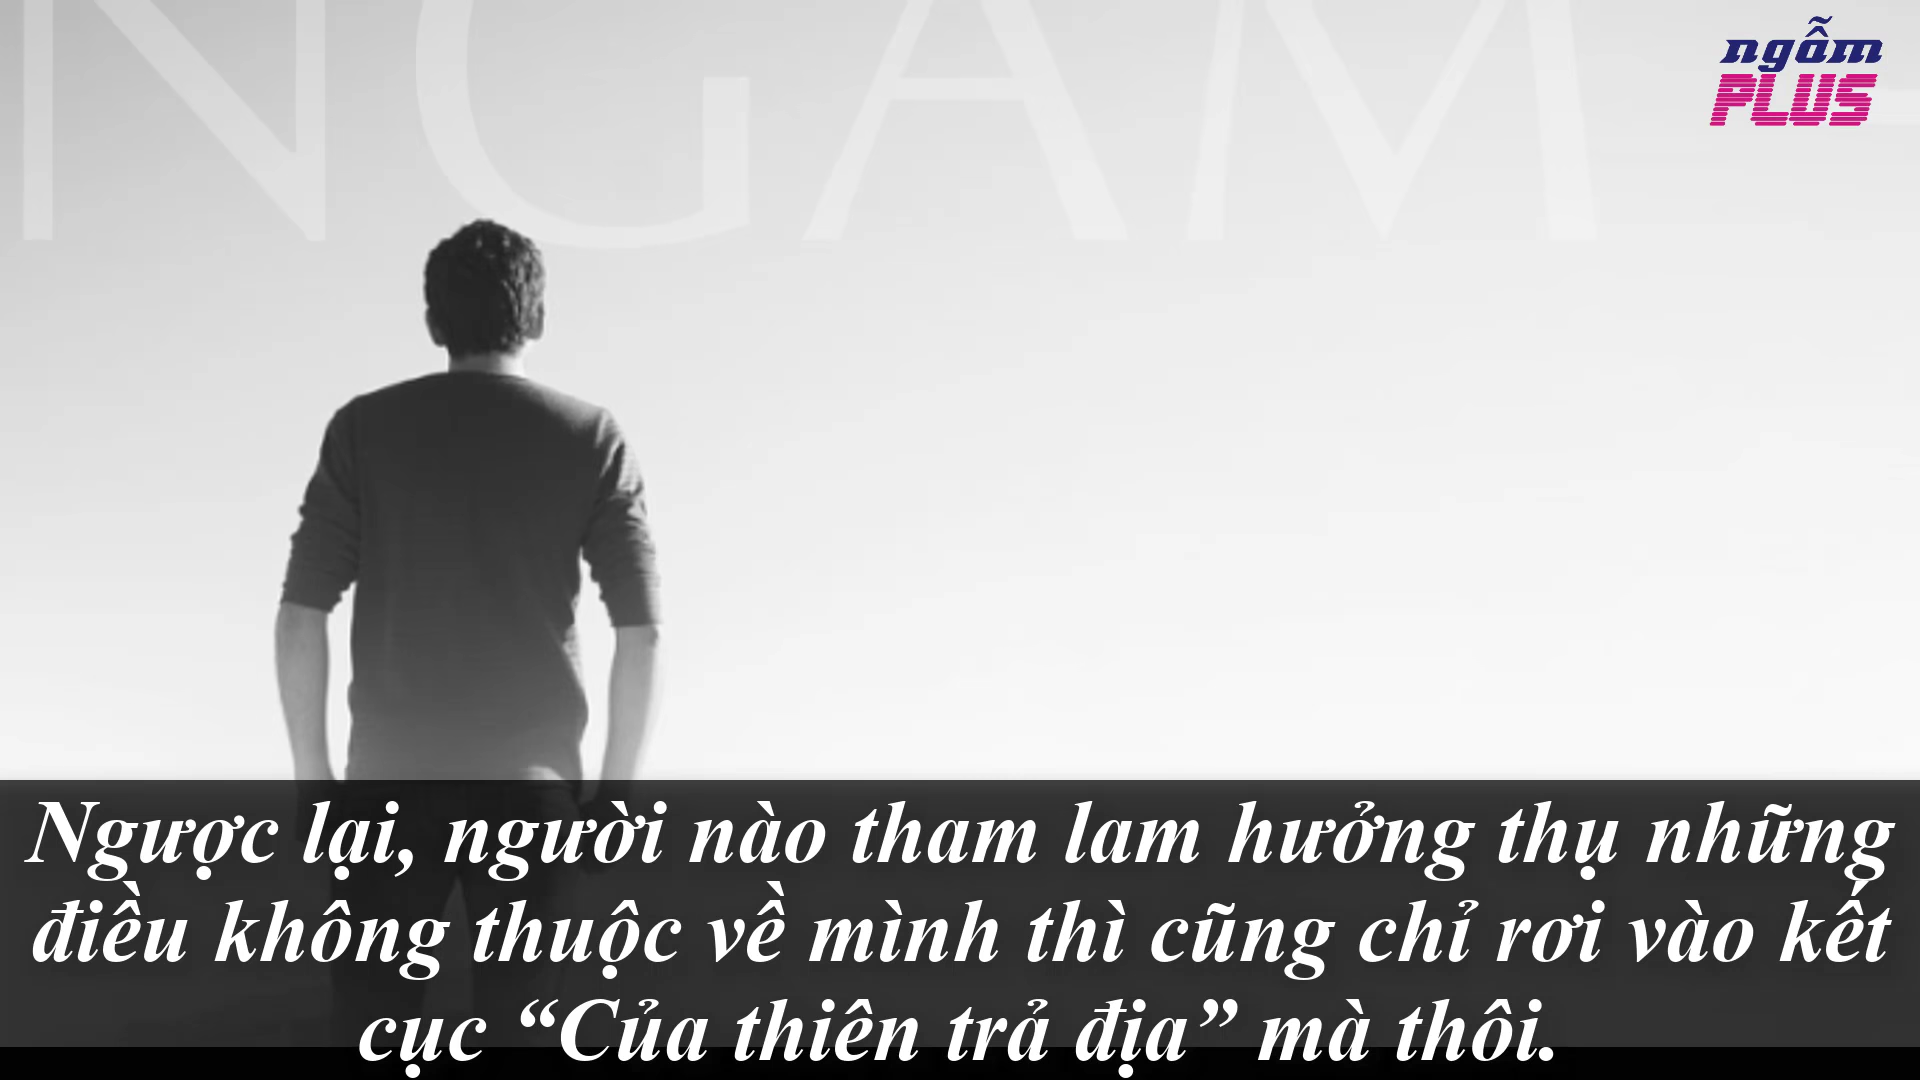 NGAM
ngẫm
PLUS
Ngược lại, người nào tham lam hưởng thụ những
điều không thuộc về mình thì cũng chỉ rơi vào kết
cục “Của thiên trả địa” mà thôi.